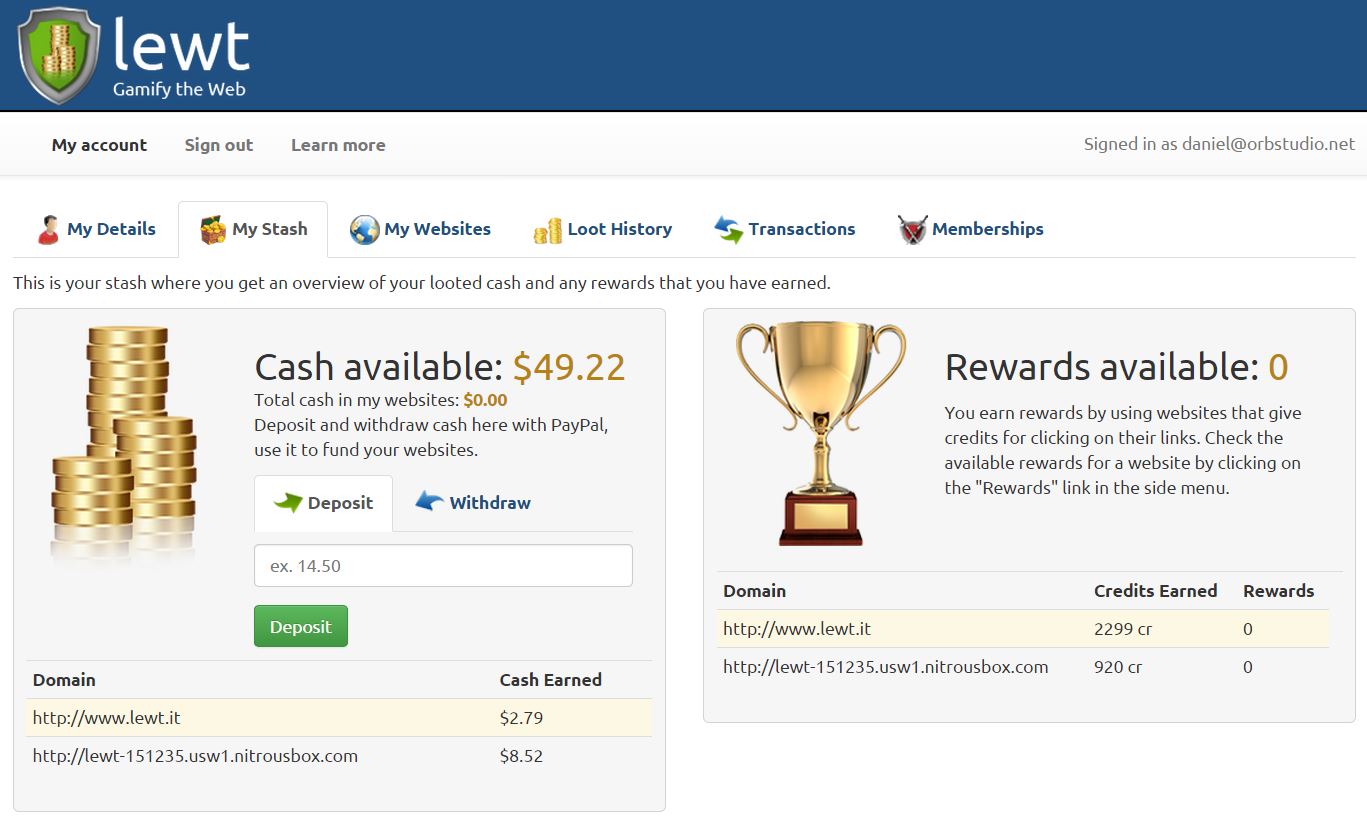 lewt
Gamify the Web
My account Sign out Learn more Signed in as daniel@orbstudio.net
My Details My Stash My Websites Loot History Transactions Memberships
This is your stash where you get an overview of your looted cash and any rewards that you have earned.
Cash available: $49.22
Total cash in my websites: $0.00
Deposit and withdraw cash here with PayPal,
use it to fund your websites.
Deposit Withdraw
ex. 14.50
Deposit
Domain Cash Earned
http://www.lewt.it $2.79
http://lewt-151235.usw1.nitrousbox.com $8.52
Rewards available: 0
You earn rewards by using websites that give
credits for clicking on their links. Check the
available rewards for a website by clicking on
the "Rewards" link in the side menu.
Domain Credits Earned Rewards
http://www.lewt.it 2299 cr 0
http://lewt-151235.usw1.nitrousbox.com 920 cr 0